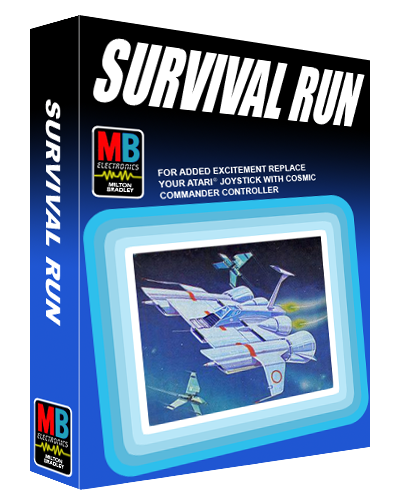 SURVIVAL RUN
MB
ELECTRONICS
MILTON
BRADLEY
FOR ADDED EXCITEMENT REPLACE
YOUR ATARI® JOYSTICK WITH COSMIC
COMMANDER CONTROLLER
SURVIVAL RUN
MB
ELECTRONICS
MILTON
BRADLEY